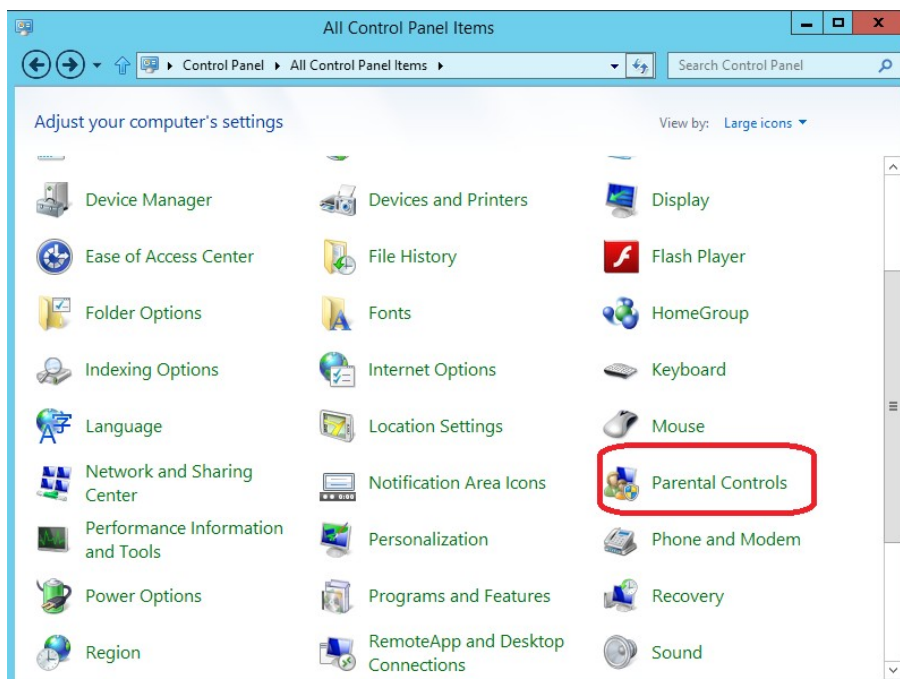 All Control Panel Items
Control Panel
All Control Panel Items
Search Control Panel
Adjust your computer's settings
View by:
Large icons
Device Manager
Devices and Printers
Display
Ease of Access Center
File History
Flash Player
Folder Options
Fonts
HomeGroup
Indexing Options
Internet Options
Keyboard
Language
Location Settings
Mouse
Network and Sharing
Center
Notification Area Icons
Parental Controls
Performance Information
and Tools
Personalization
Phone and Modem
Power Options
Programs and Features
Recovery
Region
RemoteApp and Desktop
Connections
Sound